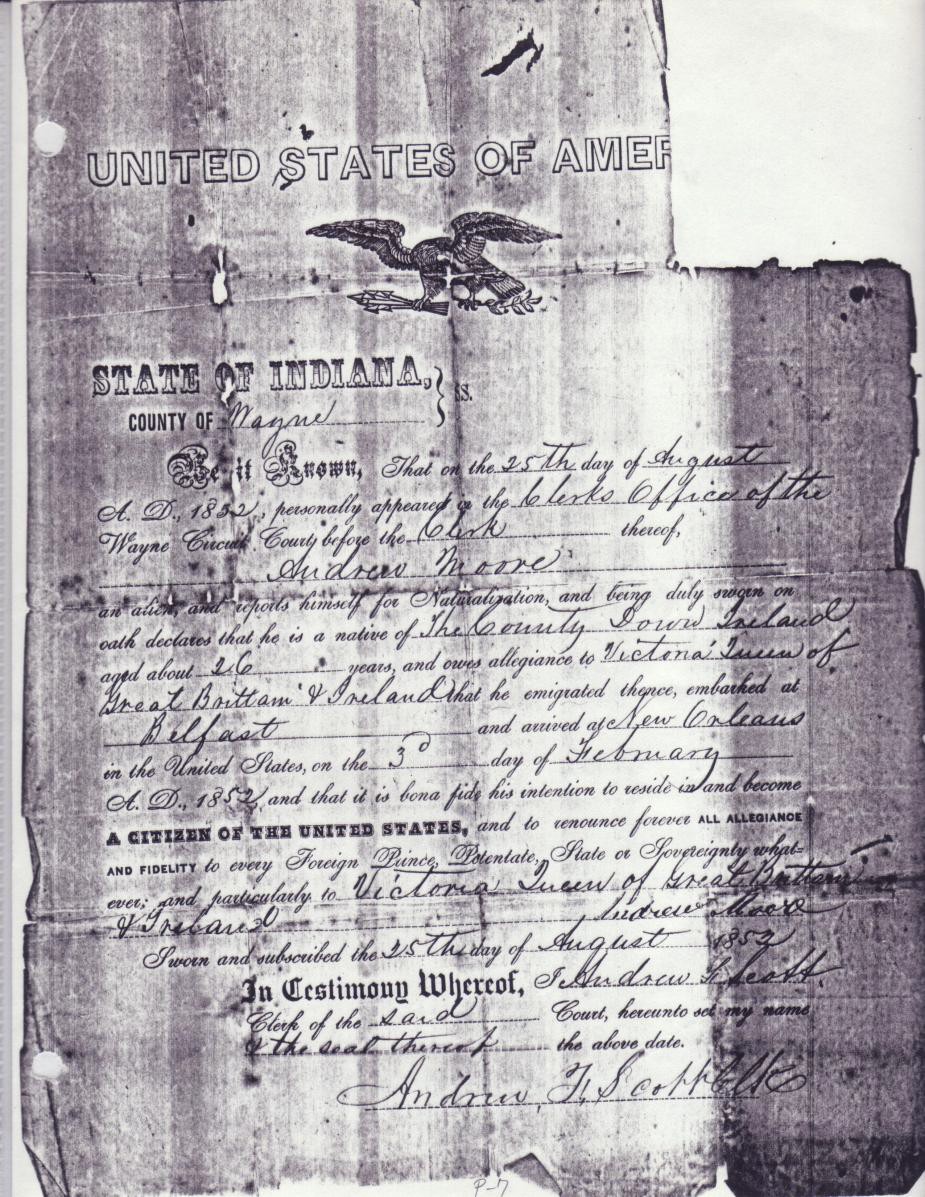 UNITED STATES OF AMER
STATE OF INDIANA, } SS.
COUNTY OF Wayne
Be it Known, That on the 25th day of August
A. D., 1852, personally appeared in the Clerks Office of the
Wayne Circuit Court, before the Clerk thereof,
Andrew Moore
an alien, and reports himself for Naturalization, and being duly sworn on
oath declares that he is a native of The County Down Ireland
aged about 26 years, and owes allegiance to Victoria Queen of
Great Brittain & Ireland that he emigrated thence, embarked at
Belfast and arrived at New Orleans
in the United States, on the 3d day of February
A. D., 1852, and that it is bona fide his intention to reside in and become
A CITIZEN OF THE UNITED STATES, and to renounce forever ALL ALLEGIANCE
AND FIDELITY to every Foreign Prince, Potentate, State or Sovereignty what=
ever; and particularly to Victoria Queen of Great Brittain
& Ireland Andrew Moore
Sworn and subscribed the 25th day of August 1852
In Testimony Whereof, I Andrew F. Scott.
Clerk of the said Court, hereunto set my name
& the seal thereof the above date.
Andrew F. Scott Clk
P-7